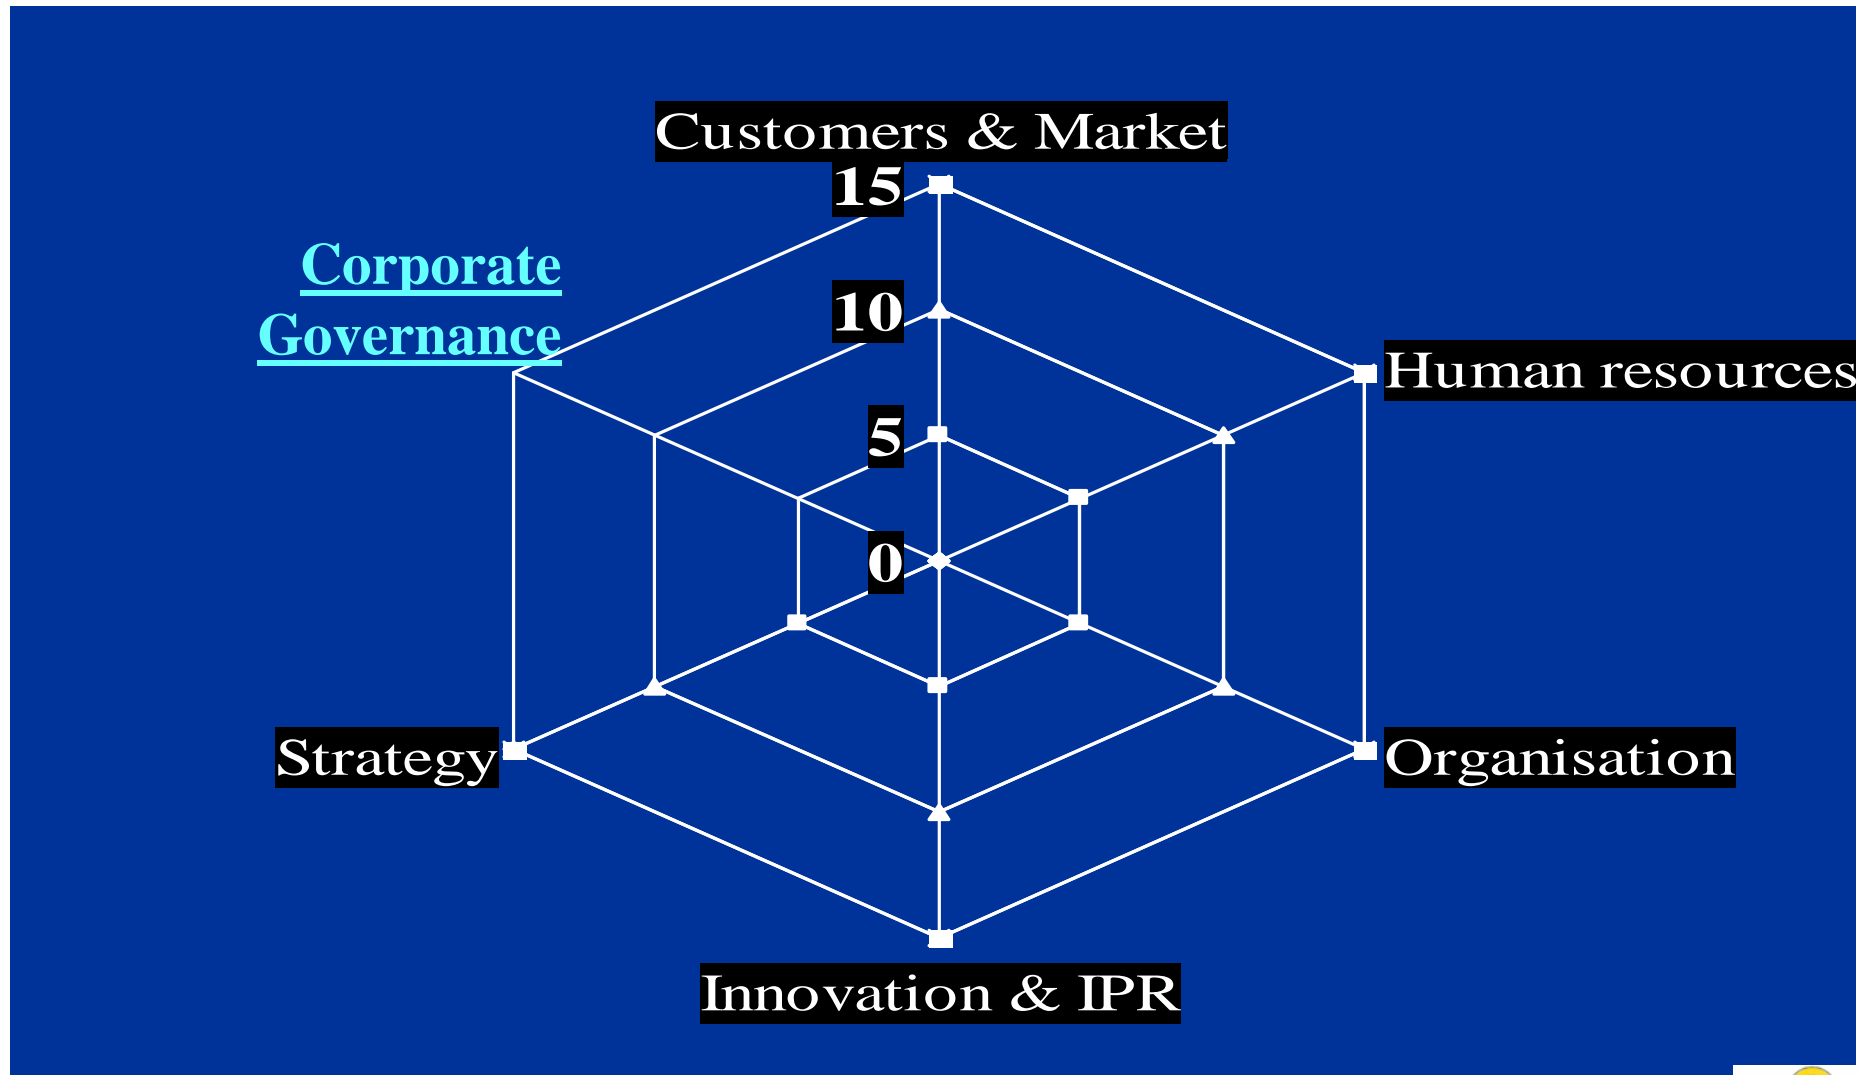 Customers & Market
15
Corporate
Governance
10
Human resources
5
0
Strategy
Organisation
Innovation & IPR